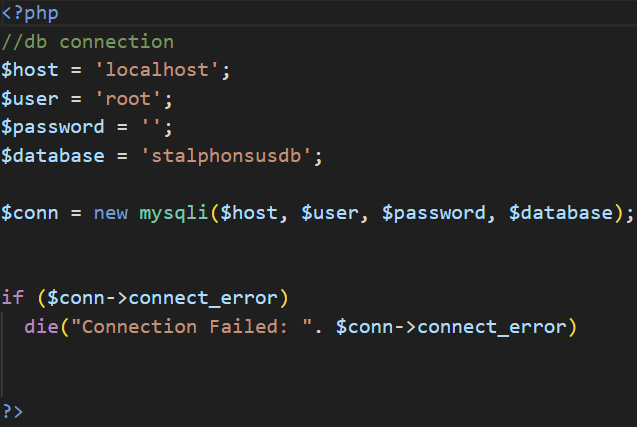 <?php
//db connection
$host = 'localhost';
$user = 'root';
$password = '';
$database = 'stalphonsusdb';
$conn = new mysqli($host, $user, $password, $database);
if ($conn->connect_error)
die("Connection Failed: ". $conn->connect_error)
?>